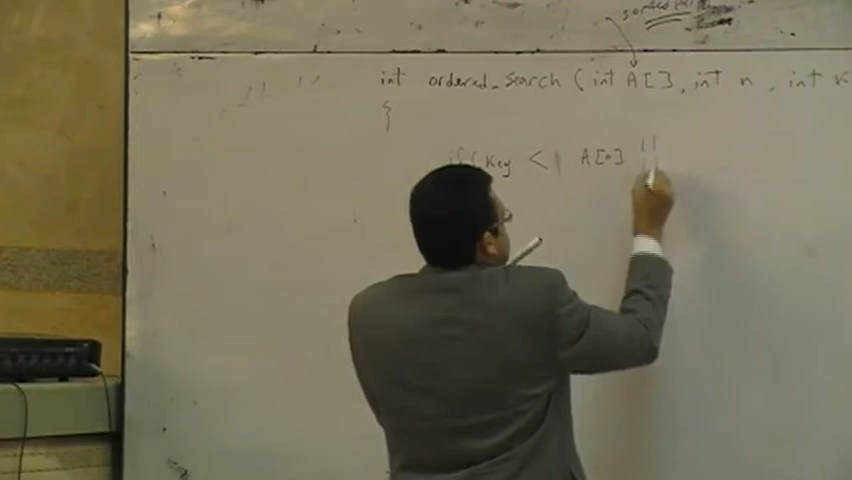 int ordered_search (int A[], int n , int
{
if ( Key < A[0] ||